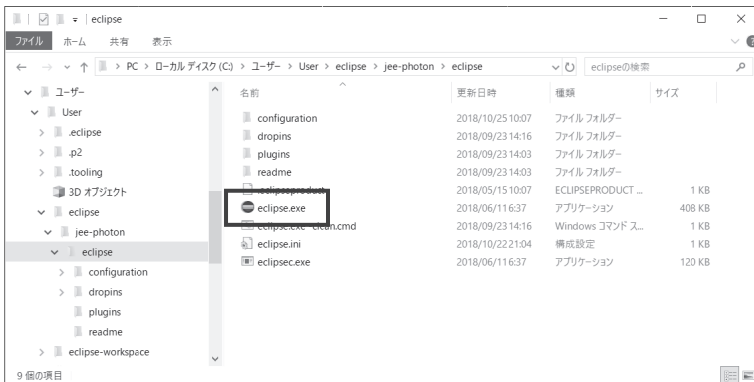 eclipse
ファイル ホーム 共有 表示
PC > ローカル ディスク (C:) > ユーザー > User > eclipse > jee-photon > eclipse eclipseの検索
ユーザー
User
.eclipse
.p2
.tooling
3D オブジェクト
eclipse
jee-photon
eclipse
configuration
dropins
plugins
readme
eclipse-workspace
名前 更新日時 種類 サイズ
configuration 2018/10/25 10:07 ファイル フォルダー
dropins 2018/09/23 14:16 ファイル フォルダー
plugins 2018/09/23 14:03 ファイル フォルダー
readme 2018/09/23 14:03 ファイル フォルダー
.eclipseproduct 2018/05/15 10:07 ECLIPSEPRODUCT ... 1 KB
eclipse.exe 2018/06/11 6:37 アプリケーション 408 KB
eclipse.exe -clean.cmd 2018/09/23 14:16 Windows コマンド ス... 1 KB
eclipse.ini 2018/10/22 21:04 構成設定 1 KB
eclipsec.exe 2018/06/11 6:37 アプリケーション 120 KB
9 個の項目